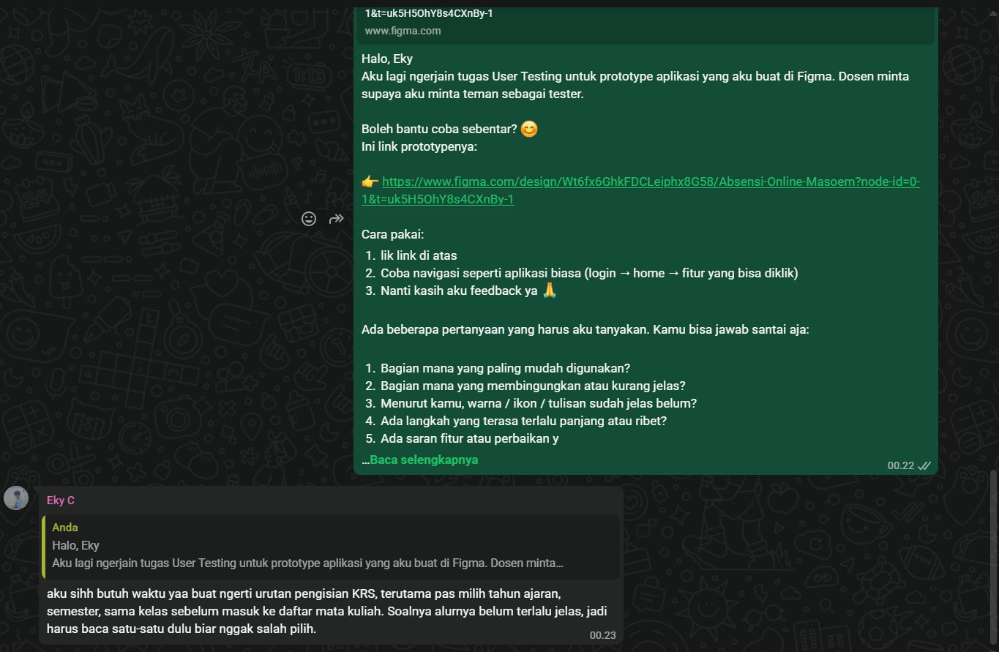 1&t=uk5H5OhY8s4CXnBy-1
www.figma.com
Halo, Eky
Aku lagi ngerjain tugas User Testing untuk prototype aplikasi yang aku buat di Figma. Dosen minta
supaya aku minta teman sebagai tester.
Boleh bantu coba sebentar? 😊
Ini link prototypenya:
👉 https://www.figma.com/design/Wt6fx6GhkFDCLeiphx8G58/Absensi-Online-Masoem?node-id=0-
1&t=uk5H5OhY8s4CXnBy-1
Cara pakai:
1. lik link di atas
2. Coba navigasi seperti aplikasi biasa (login → home → fitur yang bisa diklik)
3. Nanti kasih aku feedback ya 🙏
Ada beberapa pertanyaan yang harus aku tanyakan. Kamu bisa jawab santai aja:
1. Bagian mana yang paling mudah digunakan?
2. Bagian mana yang membingungkan atau kurang jelas?
3. Menurut kamu, warna / ikon / tulisan sudah jelas belum?
4. Ada langkah yang terasa terlalu panjang atau ribet?
5. Ada saran fitur atau perbaikan y
...Baca selengkapnya
00.22
Eky C
Anda
Halo, Eky
Aku lagi ngerjain tugas User Testing untuk prototype aplikasi yang aku buat di Figma. Dosen minta...
aku sihh butuh waktu yaa buat ngerti urutan pengisian KRS, terutama pas milih tahun ajaran,
semester, sama kelas sebelum masuk ke daftar mata kuliah. Soalnya alurnya belum terlalu jelas, jadi
harus baca satu-satu dulu biar nggak salah pilih.
00.23